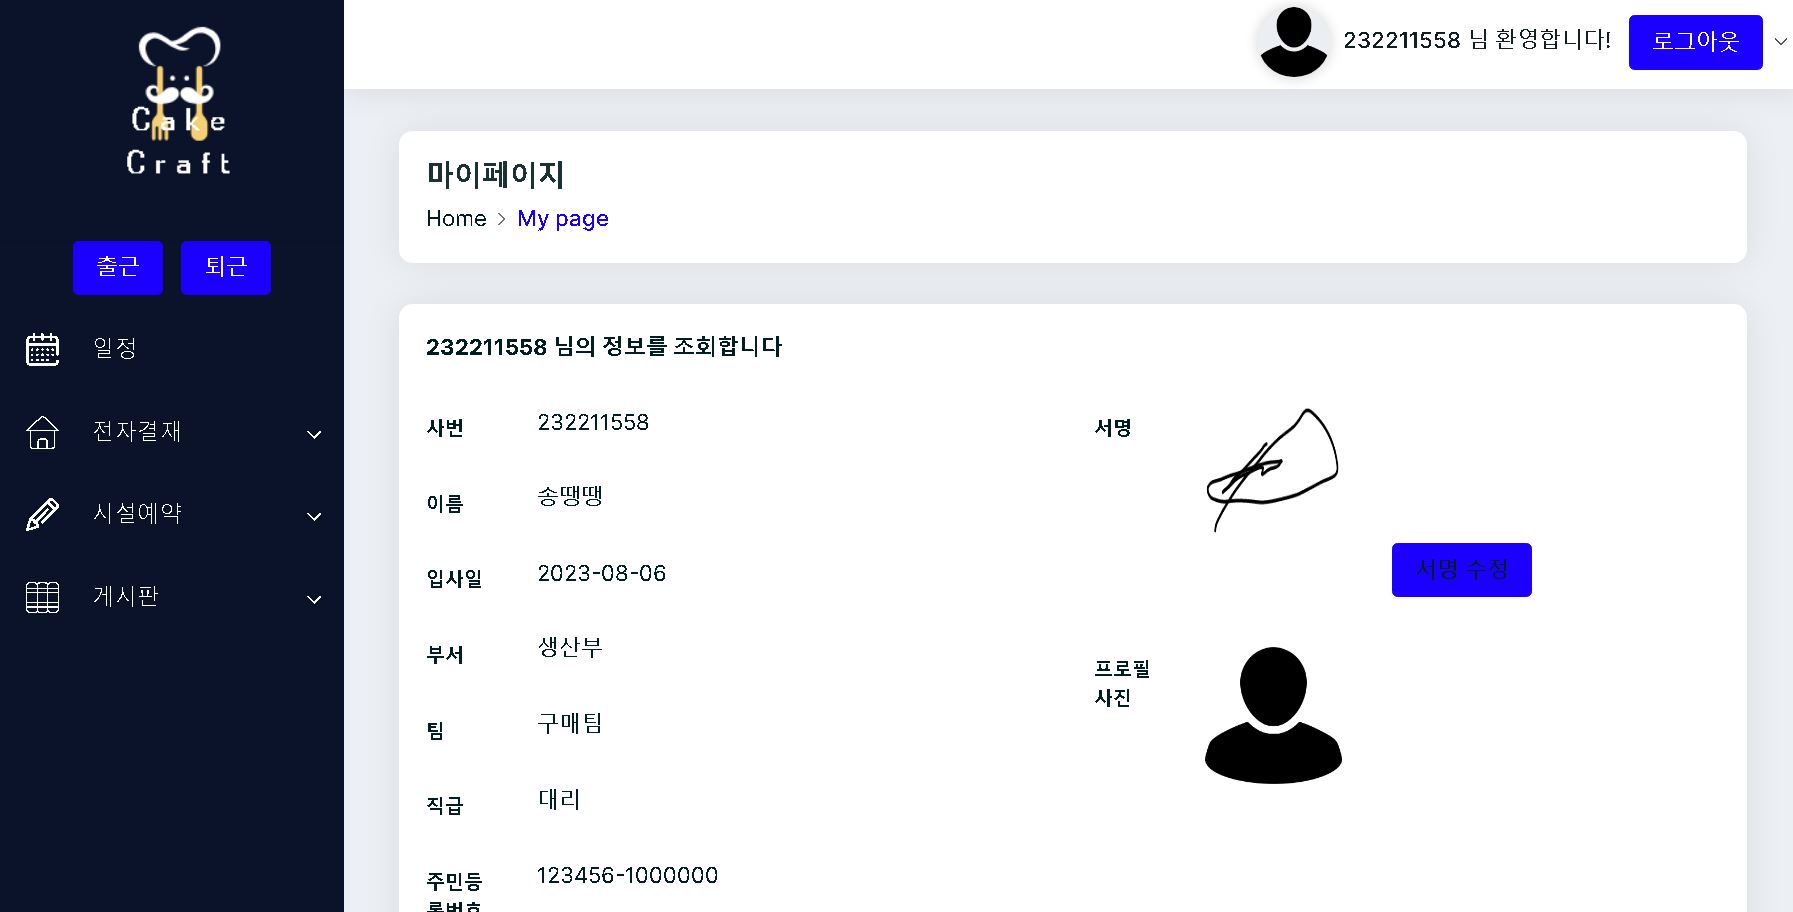 Cake
Craft
232211558 님 환영합니다!
로그아웃
출근
퇴근
일정
전자결재
시설예약
게시판
마이페이지
Home > My page
232211558 님의 정보를 조회합니다
사번 232211558
이름 송땡땡
입사일 2023-08-06
부서 생산부
팀 구매팀
직급 대리
주민등
록번호
123456-1000000
서명
서명 수정
프로필
사진